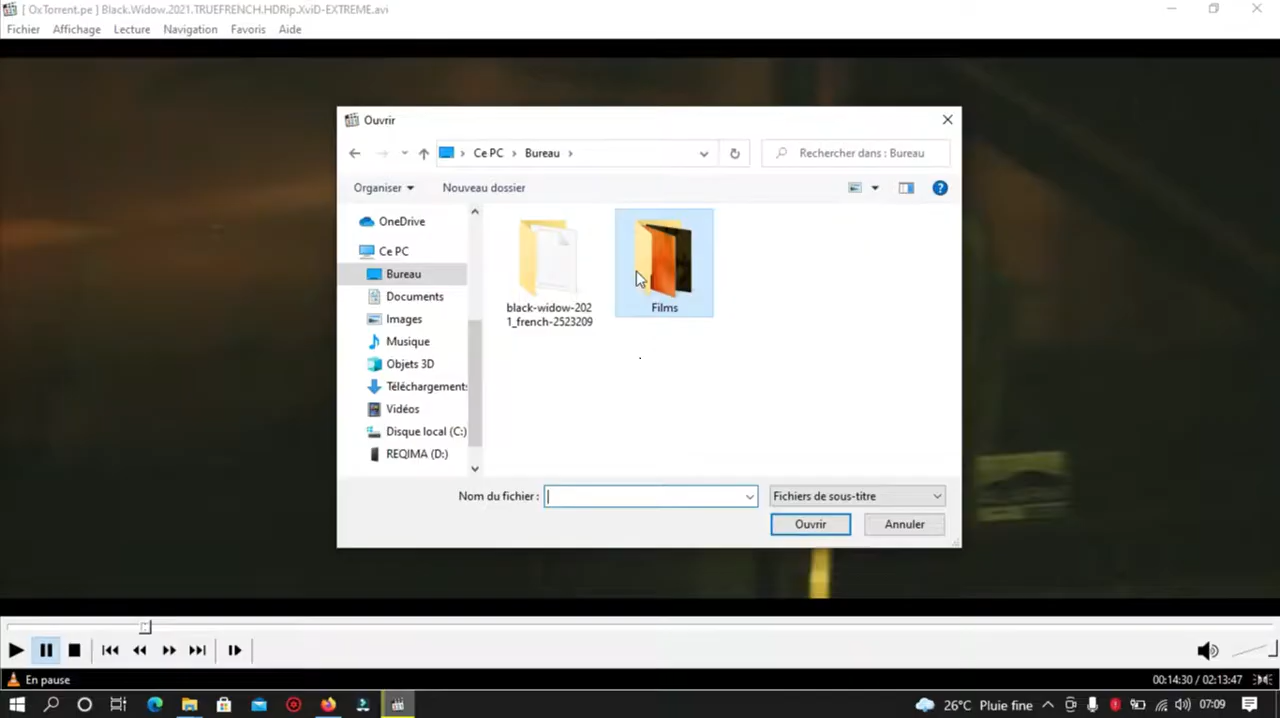 [ OxTorrent.pe ] Black.Widow.2021.TRUEFRENCH.HDRip.XviD-EXTREME.avi
Fichier Affichage Lecture Navigation Favoris Aide
Ouvrir
Ce PC › Bureau ›
Rechercher dans : Bureau
Organiser
Nouveau dossier
OneDrive
Ce PC
Bureau
Documents
Images
Musique
Objets 3D
Téléchargements
Vidéos
Disque local (C:)
REQIMA (D:)
black-widow-202
1_french-2523209
Films
Nom du fichier :
Fichiers de sous-titre
Ouvrir
Annuler
En pause
00:14:30 / 02:13:47
26°C Pluie fine
07:09